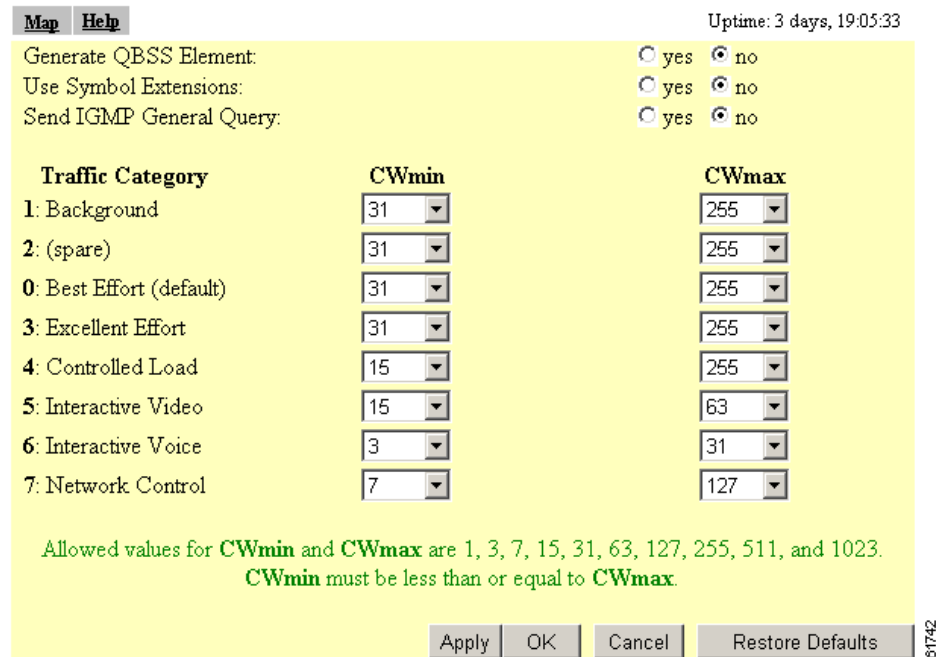 Map Help Uptime: 3 days, 19:05:33
Generate QBSS Element: yes no
Use Symbol Extensions: yes no
Send IGMP General Query: yes no
Traffic Category CWmin CWmax
1: Background 31 255
2: (spare) 31 255
0: Best Effort (default) 31 255
3: Excellent Effort 31 255
4: Controlled Load 15 255
5: Interactive Video 15 63
6: Interactive Voice 3 31
7: Network Control 7 127
Allowed values for CWmin and CWmax are 1, 3, 7, 15, 31, 63, 127, 255, 511, and 1023.
CWmin must be less than or equal to CWmax.
Apply OK Cancel Restore Defaults
81742